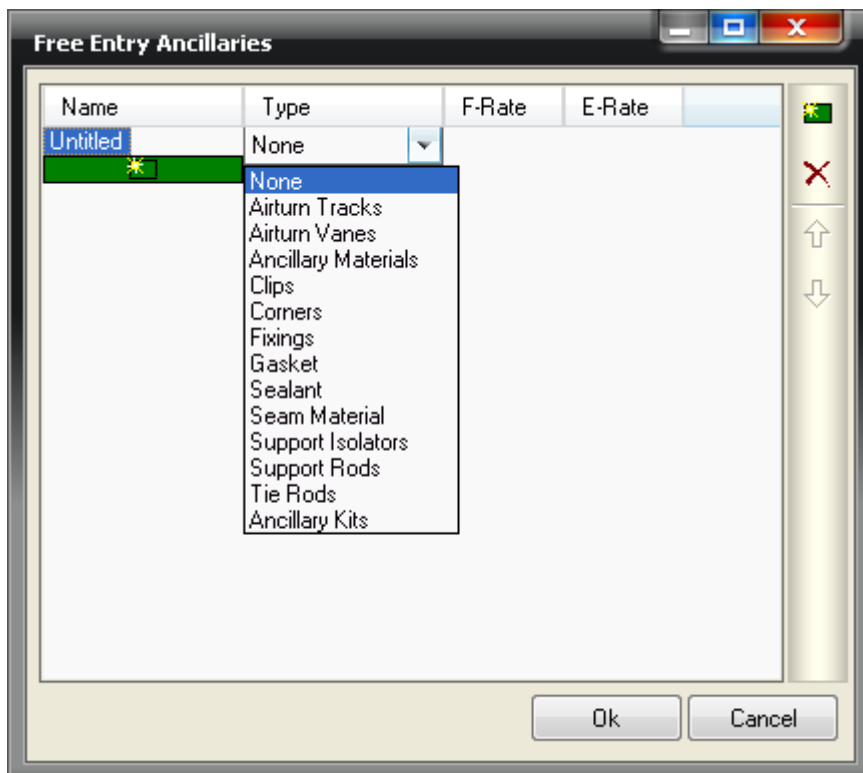 Free Entry Ancillaries
Name Type F-Rate E-Rate
Untitled None
None
Airturn Tracks
Airturn Vanes
Ancillary Materials
Clips
Corners
Fixings
Gasket
Sealant
Seam Material
Support Isolators
Support Rods
Tie Rods
Ancillary Kits
Ok Cancel